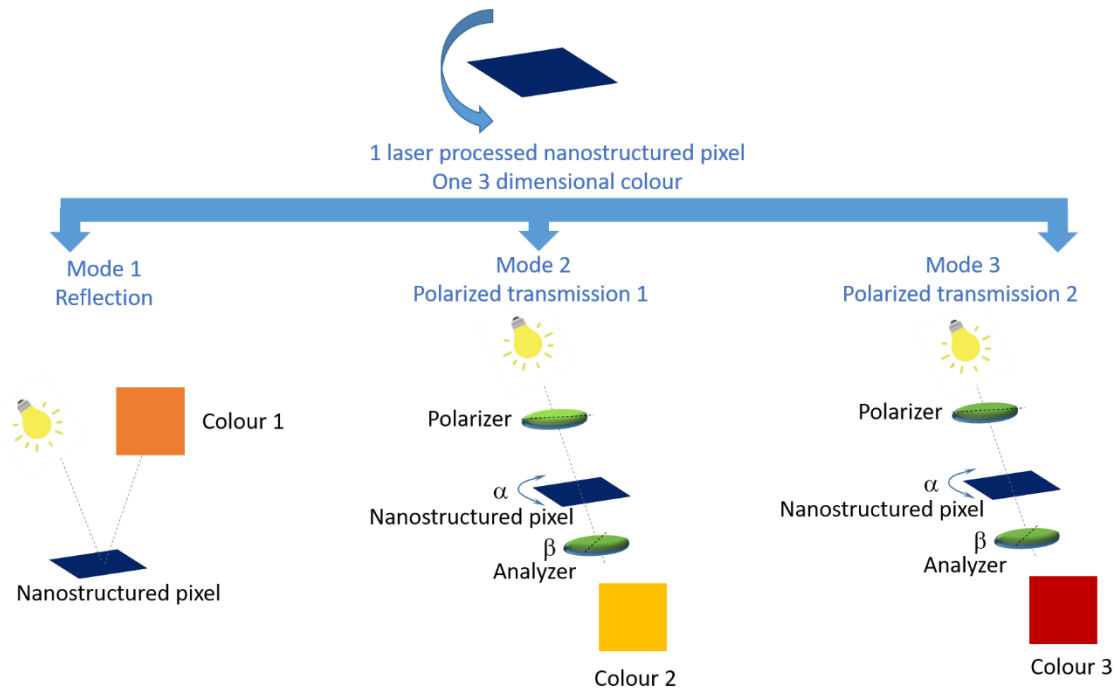 1 laser processed nanostructured pixel
One 3 dimensional colour
Mode 1
Reflection
Colour 1
Nanostructured pixel
Mode 2
Polarized transmission 1
Polarizer
α
Nanostructured pixel
β
Analyzer
Colour 2
Mode 3
Polarized transmission 2
Polarizer
α
Nanostructured pixel
β
Analyzer
Colour 3